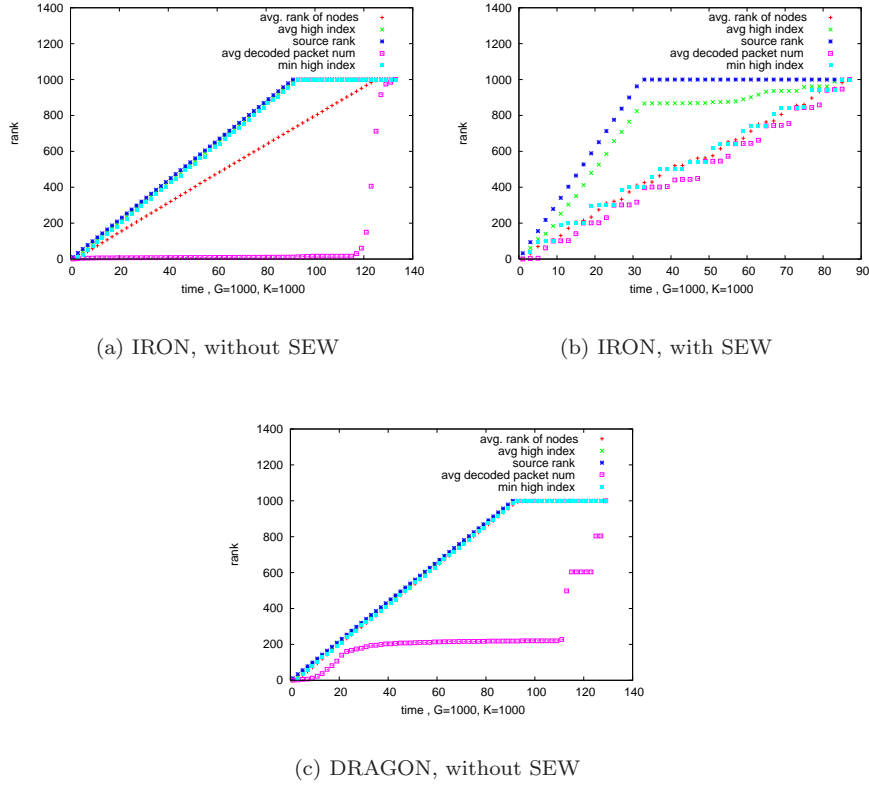 1400
1200
1000
800
600
400
200
0
rank
0 20 40 60 80 100 120 140
time , G=1000, K=1000
avg. rank of nodes
avg high index
source rank
avg decoded packet num
min high index
(a) IRON, without SEW
1400
1200
1000
800
600
400
200
0
rank
0 10 20 30 40 50 60 70 80 90
time , G=1000, K=1000
avg. rank of nodes
avg high index
source rank
avg decoded packet num
min high index
(b) IRON, with SEW
1400
1200
1000
800
600
400
200
0
rank
0 20 40 60 80 100 120 140
time , G=1000, K=1000
avg. rank of nodes
avg high index
source rank
avg decoded packet num
min high index
(c) DRAGON, without SEW